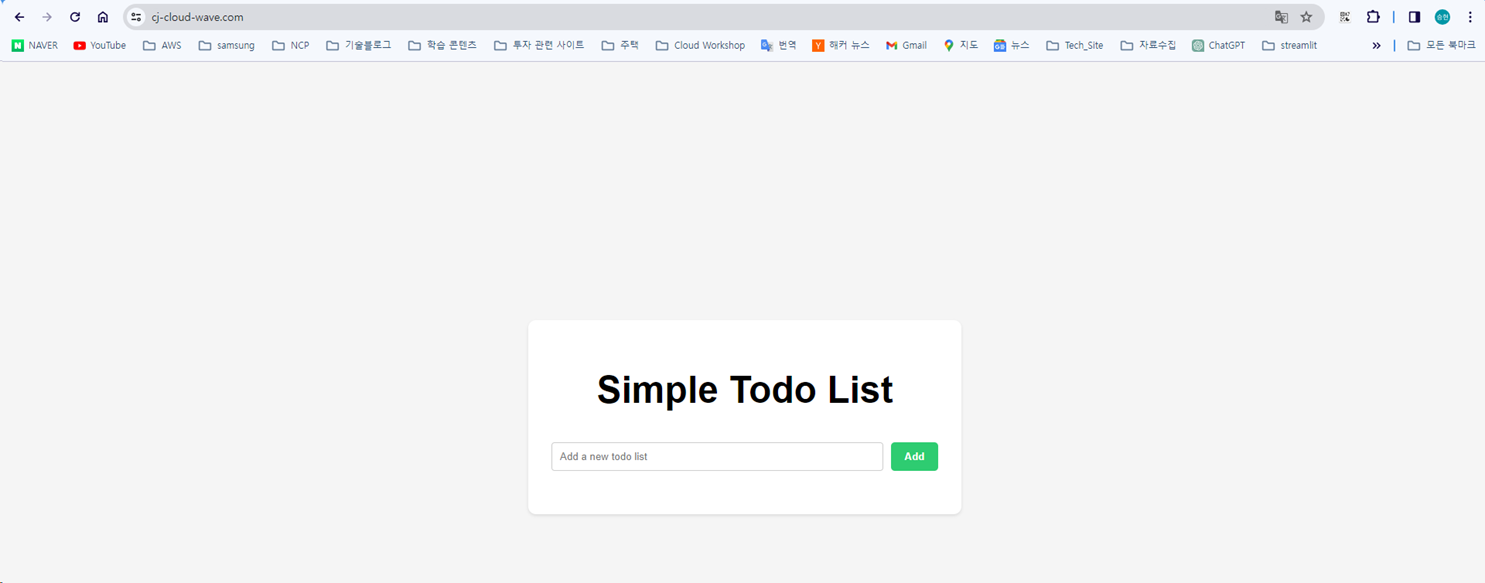 cj-cloud-wave.com
NAVER YouTube AWS samsung NCP 기술블로그 학습 콘텐츠 투자 관련 사이트 주택 Cloud Workshop 번역 해커 뉴스 Gmail 지도 뉴스 Tech_Site 자료수집 ChatGPT streamlit » 모든 북마크
Simple Todo List
Add a new todo list Add